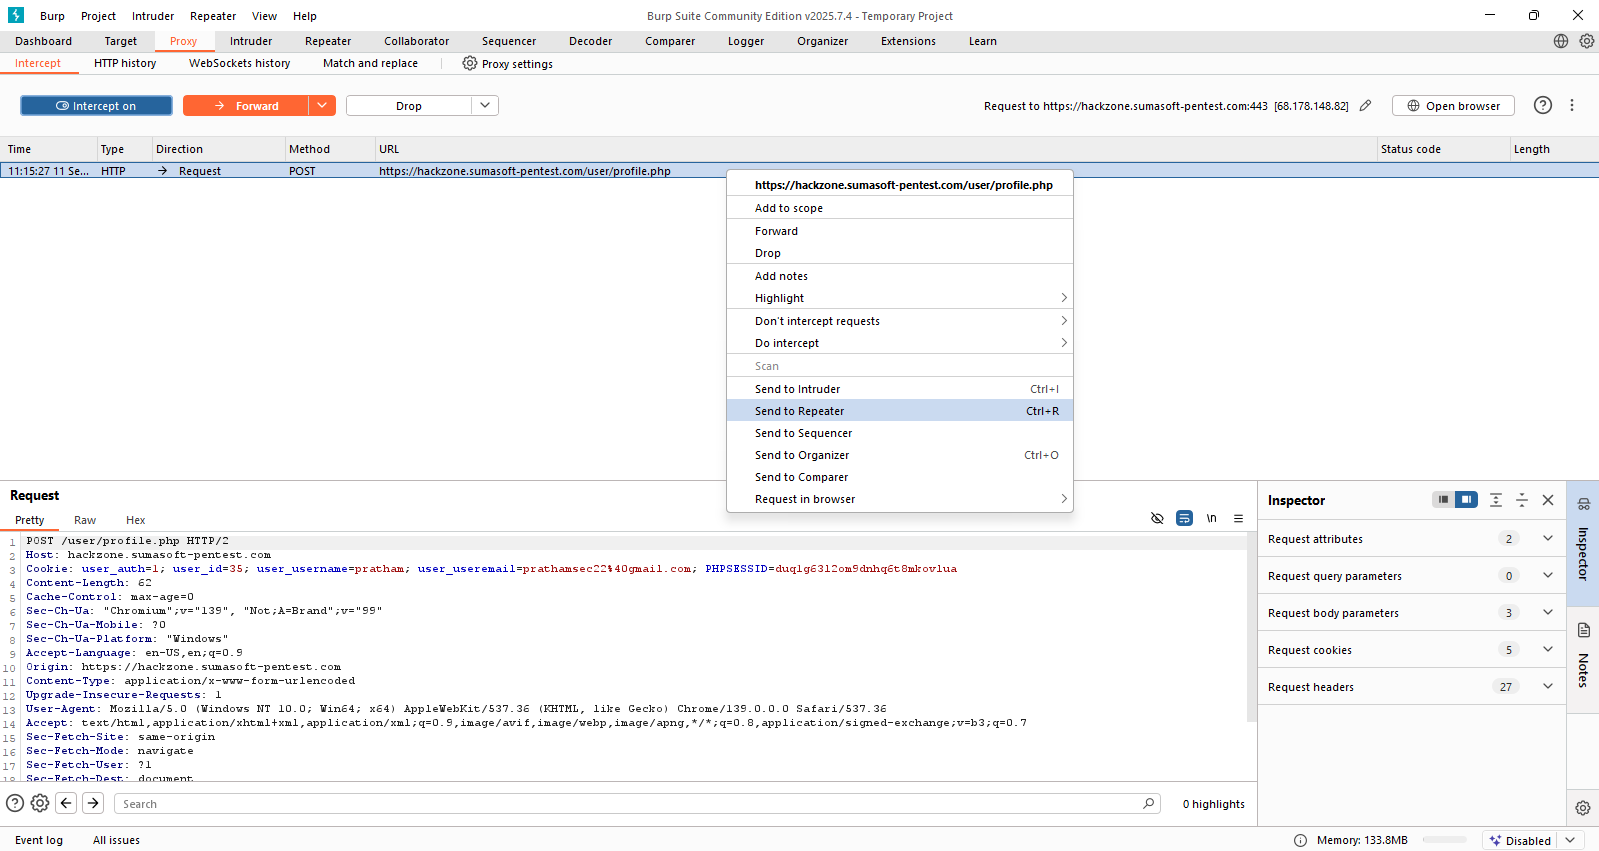 Burp Project Intruder Repeater View Help Burp Suite Community Edition v2025.7.4 - Temporary Project
Dashboard Target Proxy Intruder Repeater Collaborator Sequencer Decoder Comparer Logger Organizer Extensions Learn
Intercept HTTP history WebSockets history Match and replace Proxy settings
Intercept on Forward Drop Request to https://hackzone.sumasoft-pentest.com:443 [68.178.148.82] Open browser
Time Type Direction Method URL Status code Length
11:15:27 11 Se... HTTP Request POST https://hackzone.sumasoft-pentest.com/user/profile.php
https://hackzone.sumasoft-pentest.com/user/profile.php
Add to scope
Forward
Drop
Add notes
Highlight
Don't intercept requests
Do intercept
Scan
Send to Intruder Ctrl+I
Send to Repeater Ctrl+R
Send to Sequencer
Send to Organizer Ctrl+O
Send to Comparer
Request in browser
Request
Pretty Raw Hex
\n
1 POST /user/profile.php HTTP/2
2 Host: hackzone.sumasoft-pentest.com
3 Cookie: user_auth=1; user_id=35; user_username=pratham; user_useremail=prathamsec22%40gmail.com; PHPSESSID=duqlg63l2om9dnhq6t8mkovlua
4 Content-Length: 62
5 Cache-Control: max-age=0
6 Sec-Ch-Ua: "Chromium";v="139", "Not;A=Brand";v="99"
7 Sec-Ch-Ua-Mobile: ?0
8 Sec-Ch-Ua-Platform: "Windows"
9 Accept-Language: en-US,en;q=0.9
10 Origin: https://hackzone.sumasoft-pentest.com
11 Content-Type: application/x-www-form-urlencoded
12 Upgrade-Insecure-Requests: 1
13 User-Agent: Mozilla/5.0 (Windows NT 10.0; Win64; x64) AppleWebKit/537.36 (KHTML, like Gecko) Chrome/139.0.0.0 Safari/537.36
14 Accept: text/html,application/xhtml+xml,application/xml;q=0.9,image/avif,image/webp,image/apng,*/*;q=0.8,application/signed-exchange;v=b3;q=0.7
15 Sec-Fetch-Site: same-origin
16 Sec-Fetch-Mode: navigate
17 Sec-Fetch-User: ?1
18 Sec-Fetch-Dest: document
Inspector
Request attributes 2
Request query parameters 0
Request body parameters 3
Request cookies 5
Request headers 27
Inspector
Notes
Search 0 highlights
Event log All issues Memory: 133.8MB Disabled